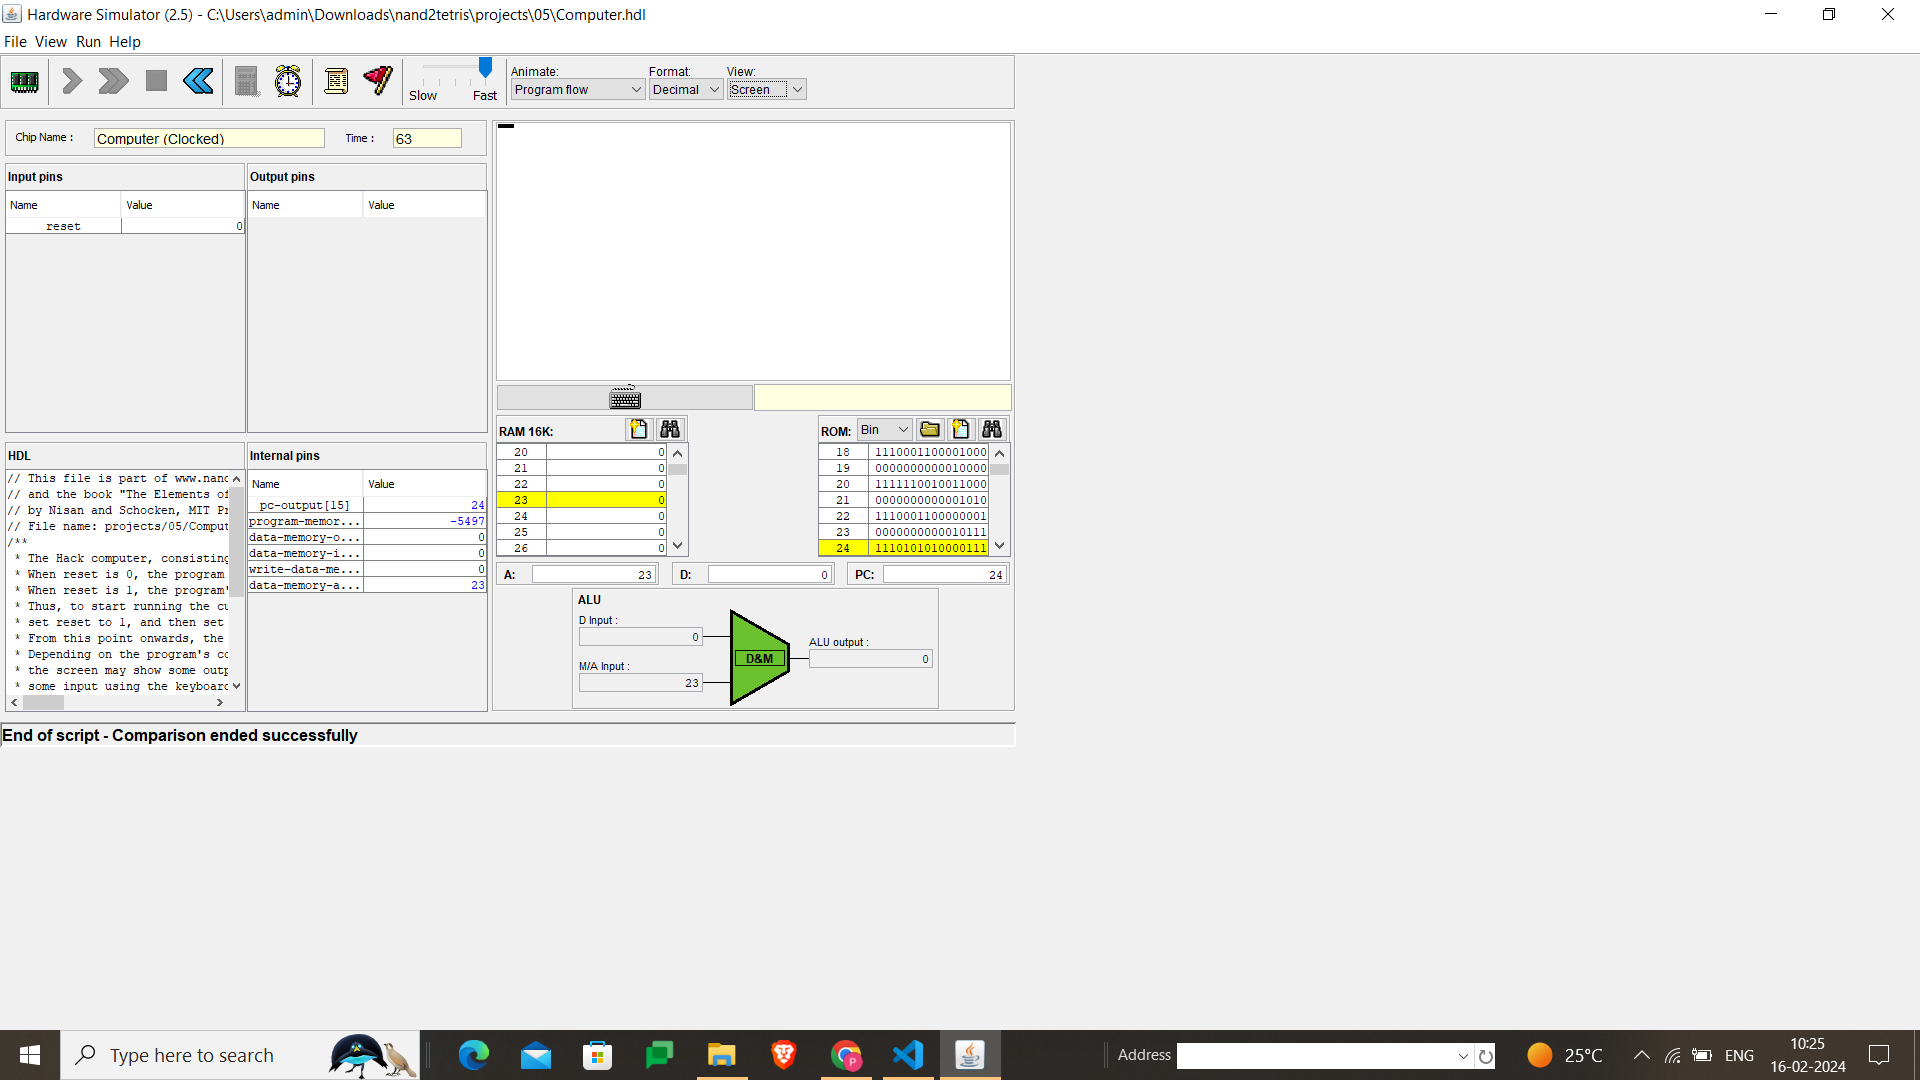 Hardware Simulator (2.5) - C:\Users\admin\Downloads\nand2tetris\projects\05\Computer.hdl
File View Run Help
Slow Fast
Animate: Format: View:
Program flow Decimal Screen
Chip Name : Computer (Clocked) Time : 63
Input pins
Name Value
reset 0
Output pins
Name Value
HDL
// This file is part of www.nand
// and the book "The Elements of
// by Nisan and Schocken, MIT Pr
// File name: projects/05/Comput
/**
* The Hack computer, consisting
* When reset is 0, the program
* When reset is 1, the program'
* Thus, to start running the cu
* set reset to 1, and then set
* From this point onwards, the
* Depending on the program's co
* the screen may show some outp
* some input using the keyboard
Internal pins
Name Value
pc-output[15] 24
program-memor... -5497
data-memory-o... 0
data-memory-i... 0
write-data-me... 0
data-memory-a... 23
RAM 16K:
20 0
21 0
22 0
23 0
24 0
25 0
26 0
ROM: Bin
18 1110001100001000
19 0000000000010000
20 1111110010011000
21 0000000000001010
22 1110001100000001
23 0000000000010111
24 1110101010000111
A: 23 D: 0 PC: 24
ALU
D Input :
0
M/A Input :
23
D&M
ALU output :
0
End of script - Comparison ended successfully
Type here to search
Address
25°C
ENG
10:25
16-02-2024